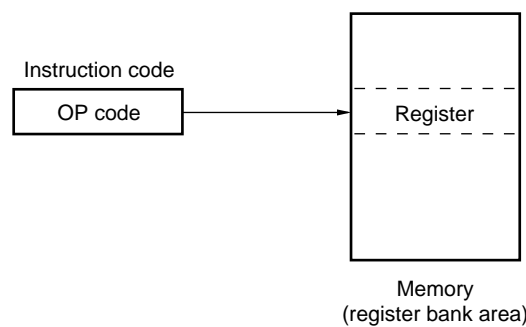 Instruction code
OP code
Register
Memory
(register bank area)